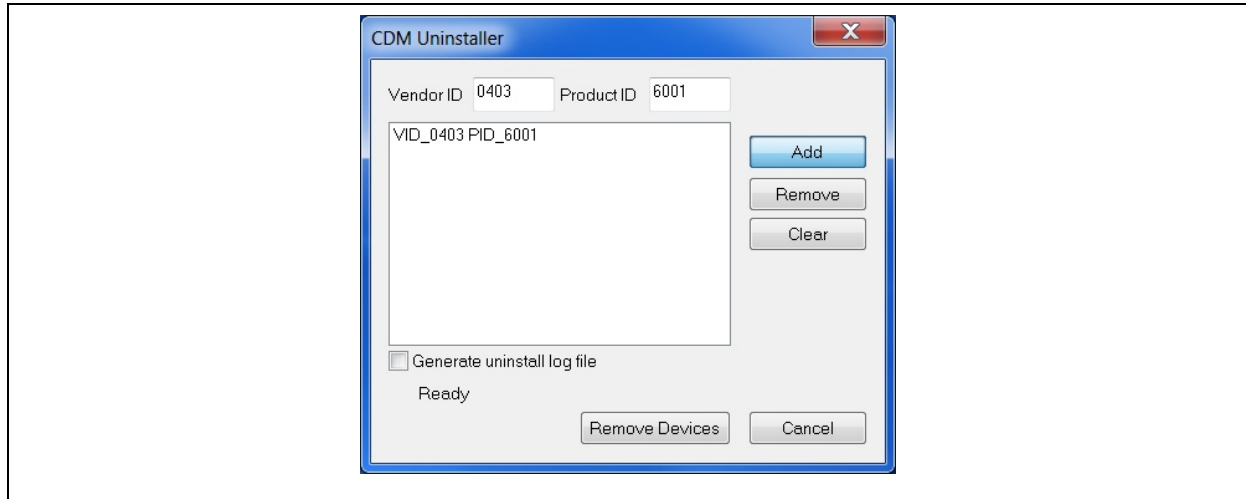 CDM Uninstaller
X
Vendor ID 0403 Product ID 6001
VID_0403 PID_6001
Add
Remove
Clear
Generate uninstall log file
Ready
Remove Devices Cancel